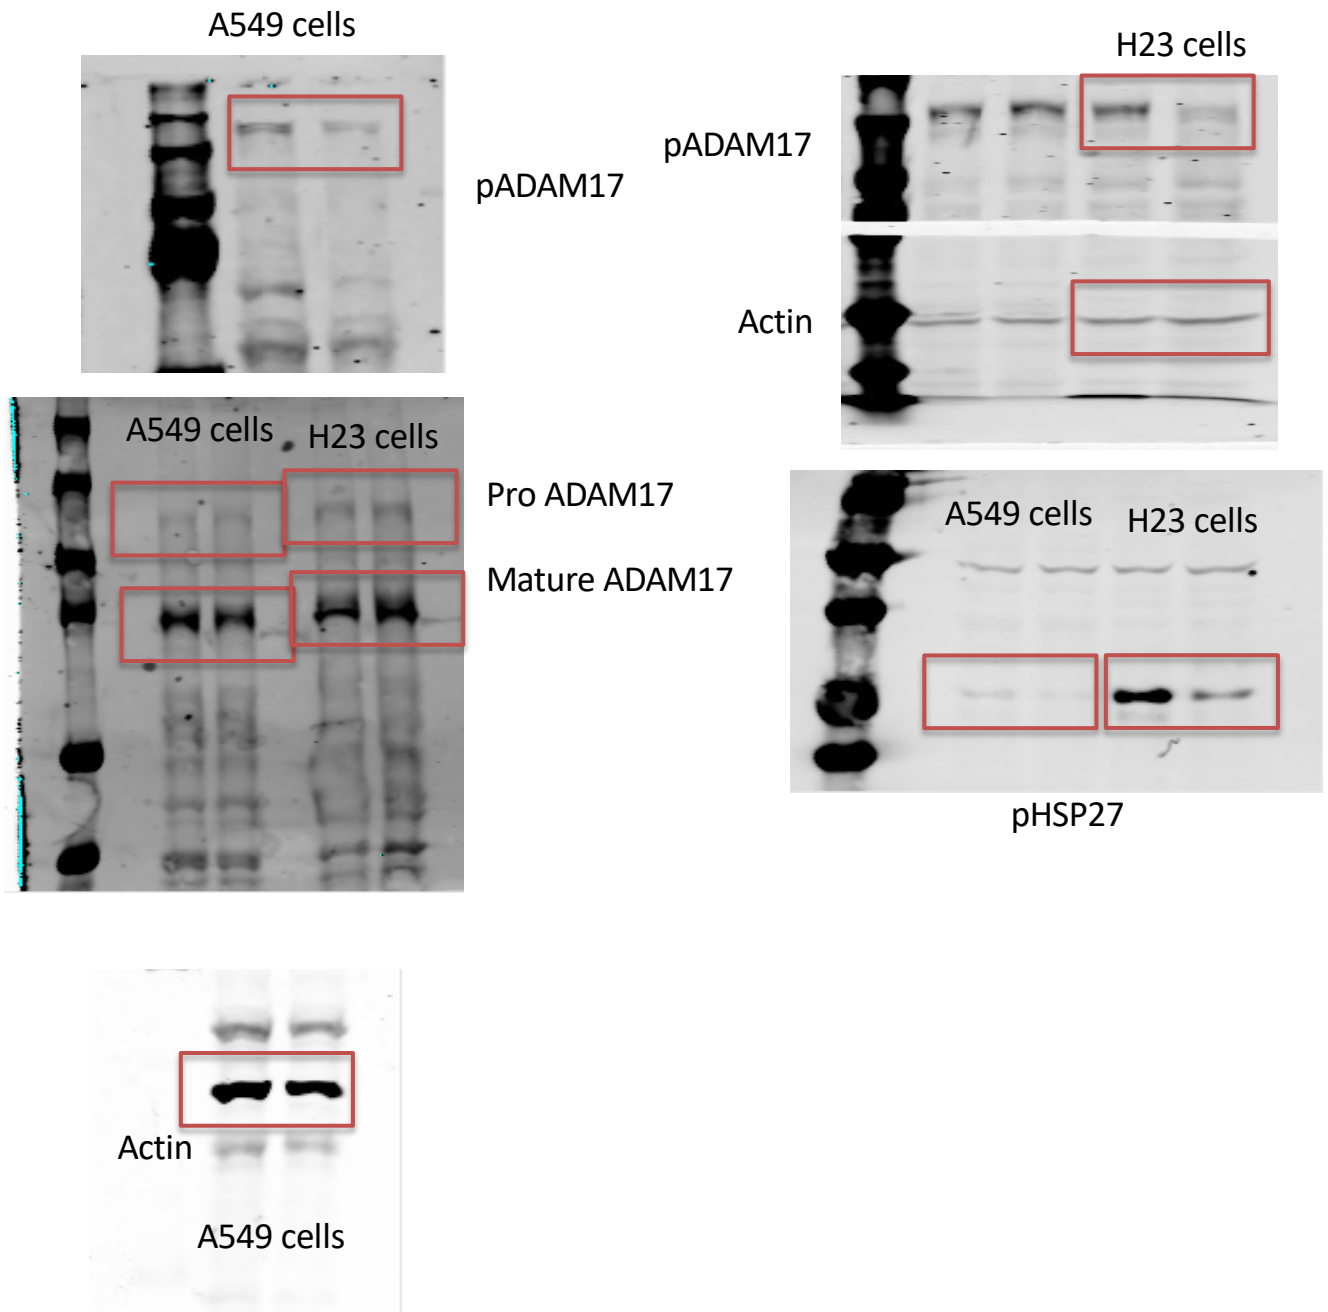 A549 cells
H23 cells
pADAM17
pADAM17
Actin
A549 cells
H23 cells
Pro ADAM17
Mature ADAM17
A549 cells
H23 cells
pHSP27
Actin
A549 cells